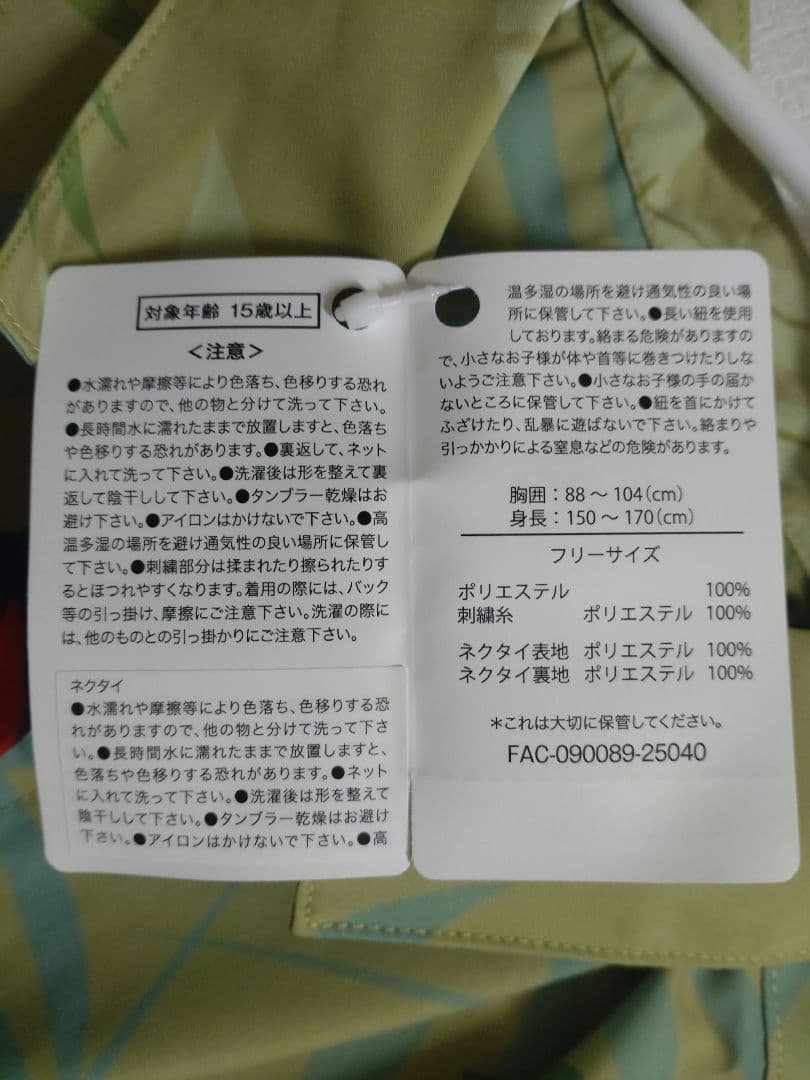 対象年齢 15歳以上
＜注意＞
●水濡れや摩擦等により色落ち、色移りする恐れ
がありますので、他の物と分けて洗って下さい。
●長時間水に濡れたままで放置しますと、色落ち
や色移りする恐れがあります。●裏返して、ネット
に入れて洗って下さい。●洗濯後は形を整えて裏
返して陰干しして下さい。●タンブラー乾燥はお
避け下さい。●アイロンはかけないで下さい。●高
温多湿の場所を避け通気性の良い場所に保管し
て下さい。●刺繍部分は揉まれたり擦られたりす
るとほつれやすくなります。着用の際には、バック
等の引っ掛け、摩擦にご注意下さい。洗濯の際に
は、他のものとの引っ掛かりにご注意下さい。
ネクタイ
●水濡れや摩擦等により色落ち、色移りする恐
れがありますので、他の物と分けて洗って下さ
い。●長時間水に濡れたままで放置しますと、
色落ちや色移りする恐れがあります。●ネット
に入れて洗って下さい。●洗濯後は形を整えて
陰干しして下さい。●タンブラー乾燥はお避け
下さい。●アイロンはかけないで下さい。●高
温多湿の場所を避け通気性の良い場
所に保管して下さい。●長い紐を使用
しております。絡まる危険がありますの
で、小さなお子様が体や首等に巻きつけたりしな
いようご注意下さい。●小さなお子様の手の届か
ないところに保管して下さい。●紐を首にかけて
ふざけたり、乱暴に遊ばないで下さい。絡まりや
引っかかりによる窒息などの危険があります。
胸囲：88～104(cm)
身長：150～170(cm)
フリーサイズ
ポリエステル 100%
刺繍糸 ポリエステル 100%
ネクタイ表地 ポリエステル 100%
ネクタイ裏地 ポリエステル 100%
＊これは大切に保管してください。
FAC-090089-25040